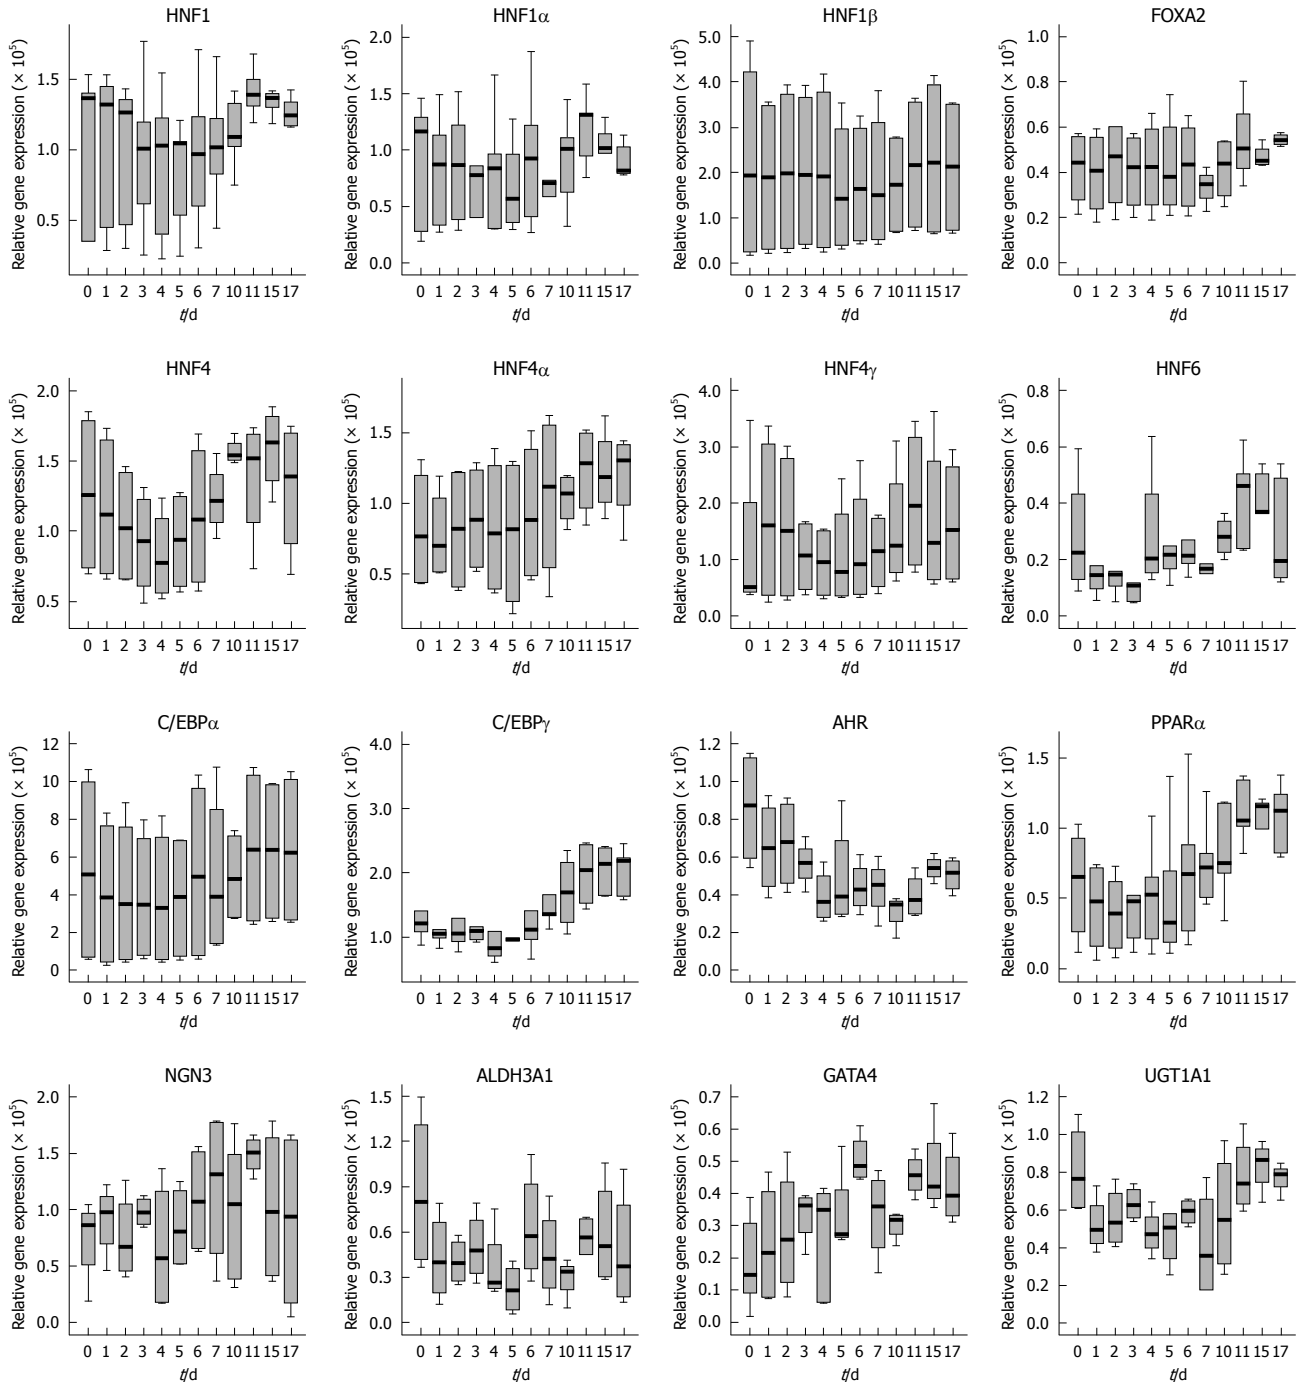 HNF1 HNF1α HNF1β FOXA2
Relative gene expression (× 10⁵) Relative gene expression (× 10⁵) Relative gene expression (× 10⁵) Relative gene expression (× 10⁵)
1.5 1.0 0.5
2.0 1.5 1.0 0.5 0.0
5.0 4.0 3.0 2.0 1.0 0.0
1.0 0.8 0.6 0.4 0.2 0.0
0 1 2 3 4 5 6 7 10 11 15 17 0 1 2 3 4 5 6 7 10 11 15 17 0 1 2 3 4 5 6 7 10 11 15 17 0 1 2 3 4 5 6 7 10 11 15 17
t/d t/d t/d t/d
HNF4 HNF4α HNF4γ HNF6
Relative gene expression (× 10⁵) Relative gene expression (× 10⁵) Relative gene expression (× 10⁵) Relative gene expression (× 10⁵)
2.0 1.5 1.0 0.5
1.5 1.0 0.5
4.0 3.0 2.0 1.0 0.0
0.8 0.6 0.4 0.2 0.0
0 1 2 3 4 5 6 7 10 11 15 17 0 1 2 3 4 5 6 7 10 11 15 17 0 1 2 3 4 5 6 7 10 11 15 17 0 1 2 3 4 5 6 7 10 11 15 17
t/d t/d t/d t/d
C/EBPα C/EBPγ AHR PPARα
Relative gene expression (× 10⁵) Relative gene expression (× 10⁵) Relative gene expression (× 10⁵) Relative gene expression (× 10⁵)
12 10 8 6 4 2 0
4.0 3.0 2.0 1.0
1.2 1.0 0.8 0.6 0.4 0.2 0.0
1.5 1.0 0.5 0.0
0 1 2 3 4 5 6 7 10 11 15 17 0 1 2 3 4 5 6 7 10 11 15 17 0 1 2 3 4 5 6 7 10 11 15 17 0 1 2 3 4 5 6 7 10 11 15 17
t/d t/d t/d t/d
NGN3 ALDH3A1 GATA4 UGT1A1
Relative gene expression (× 10⁵) Relative gene expression (× 10⁵) Relative gene expression (× 10⁵) Relative gene expression (× 10⁵)
2.0 1.5 1.0 0.5 0.0
1.5 1.2 0.9 0.6 0.3 0.0
0.7 0.6 0.5 0.4 0.3 0.2 0.1 0.0
1.2 1.0 0.8 0.6 0.4 0.2 0.0
0 1 2 3 4 5 6 7 10 11 15 17 0 1 2 3 4 5 6 7 10 11 15 17 0 1 2 3 4 5 6 7 10 11 15 17 0 1 2 3 4 5 6 7 10 11 15 17
t/d t/d t/d t/d